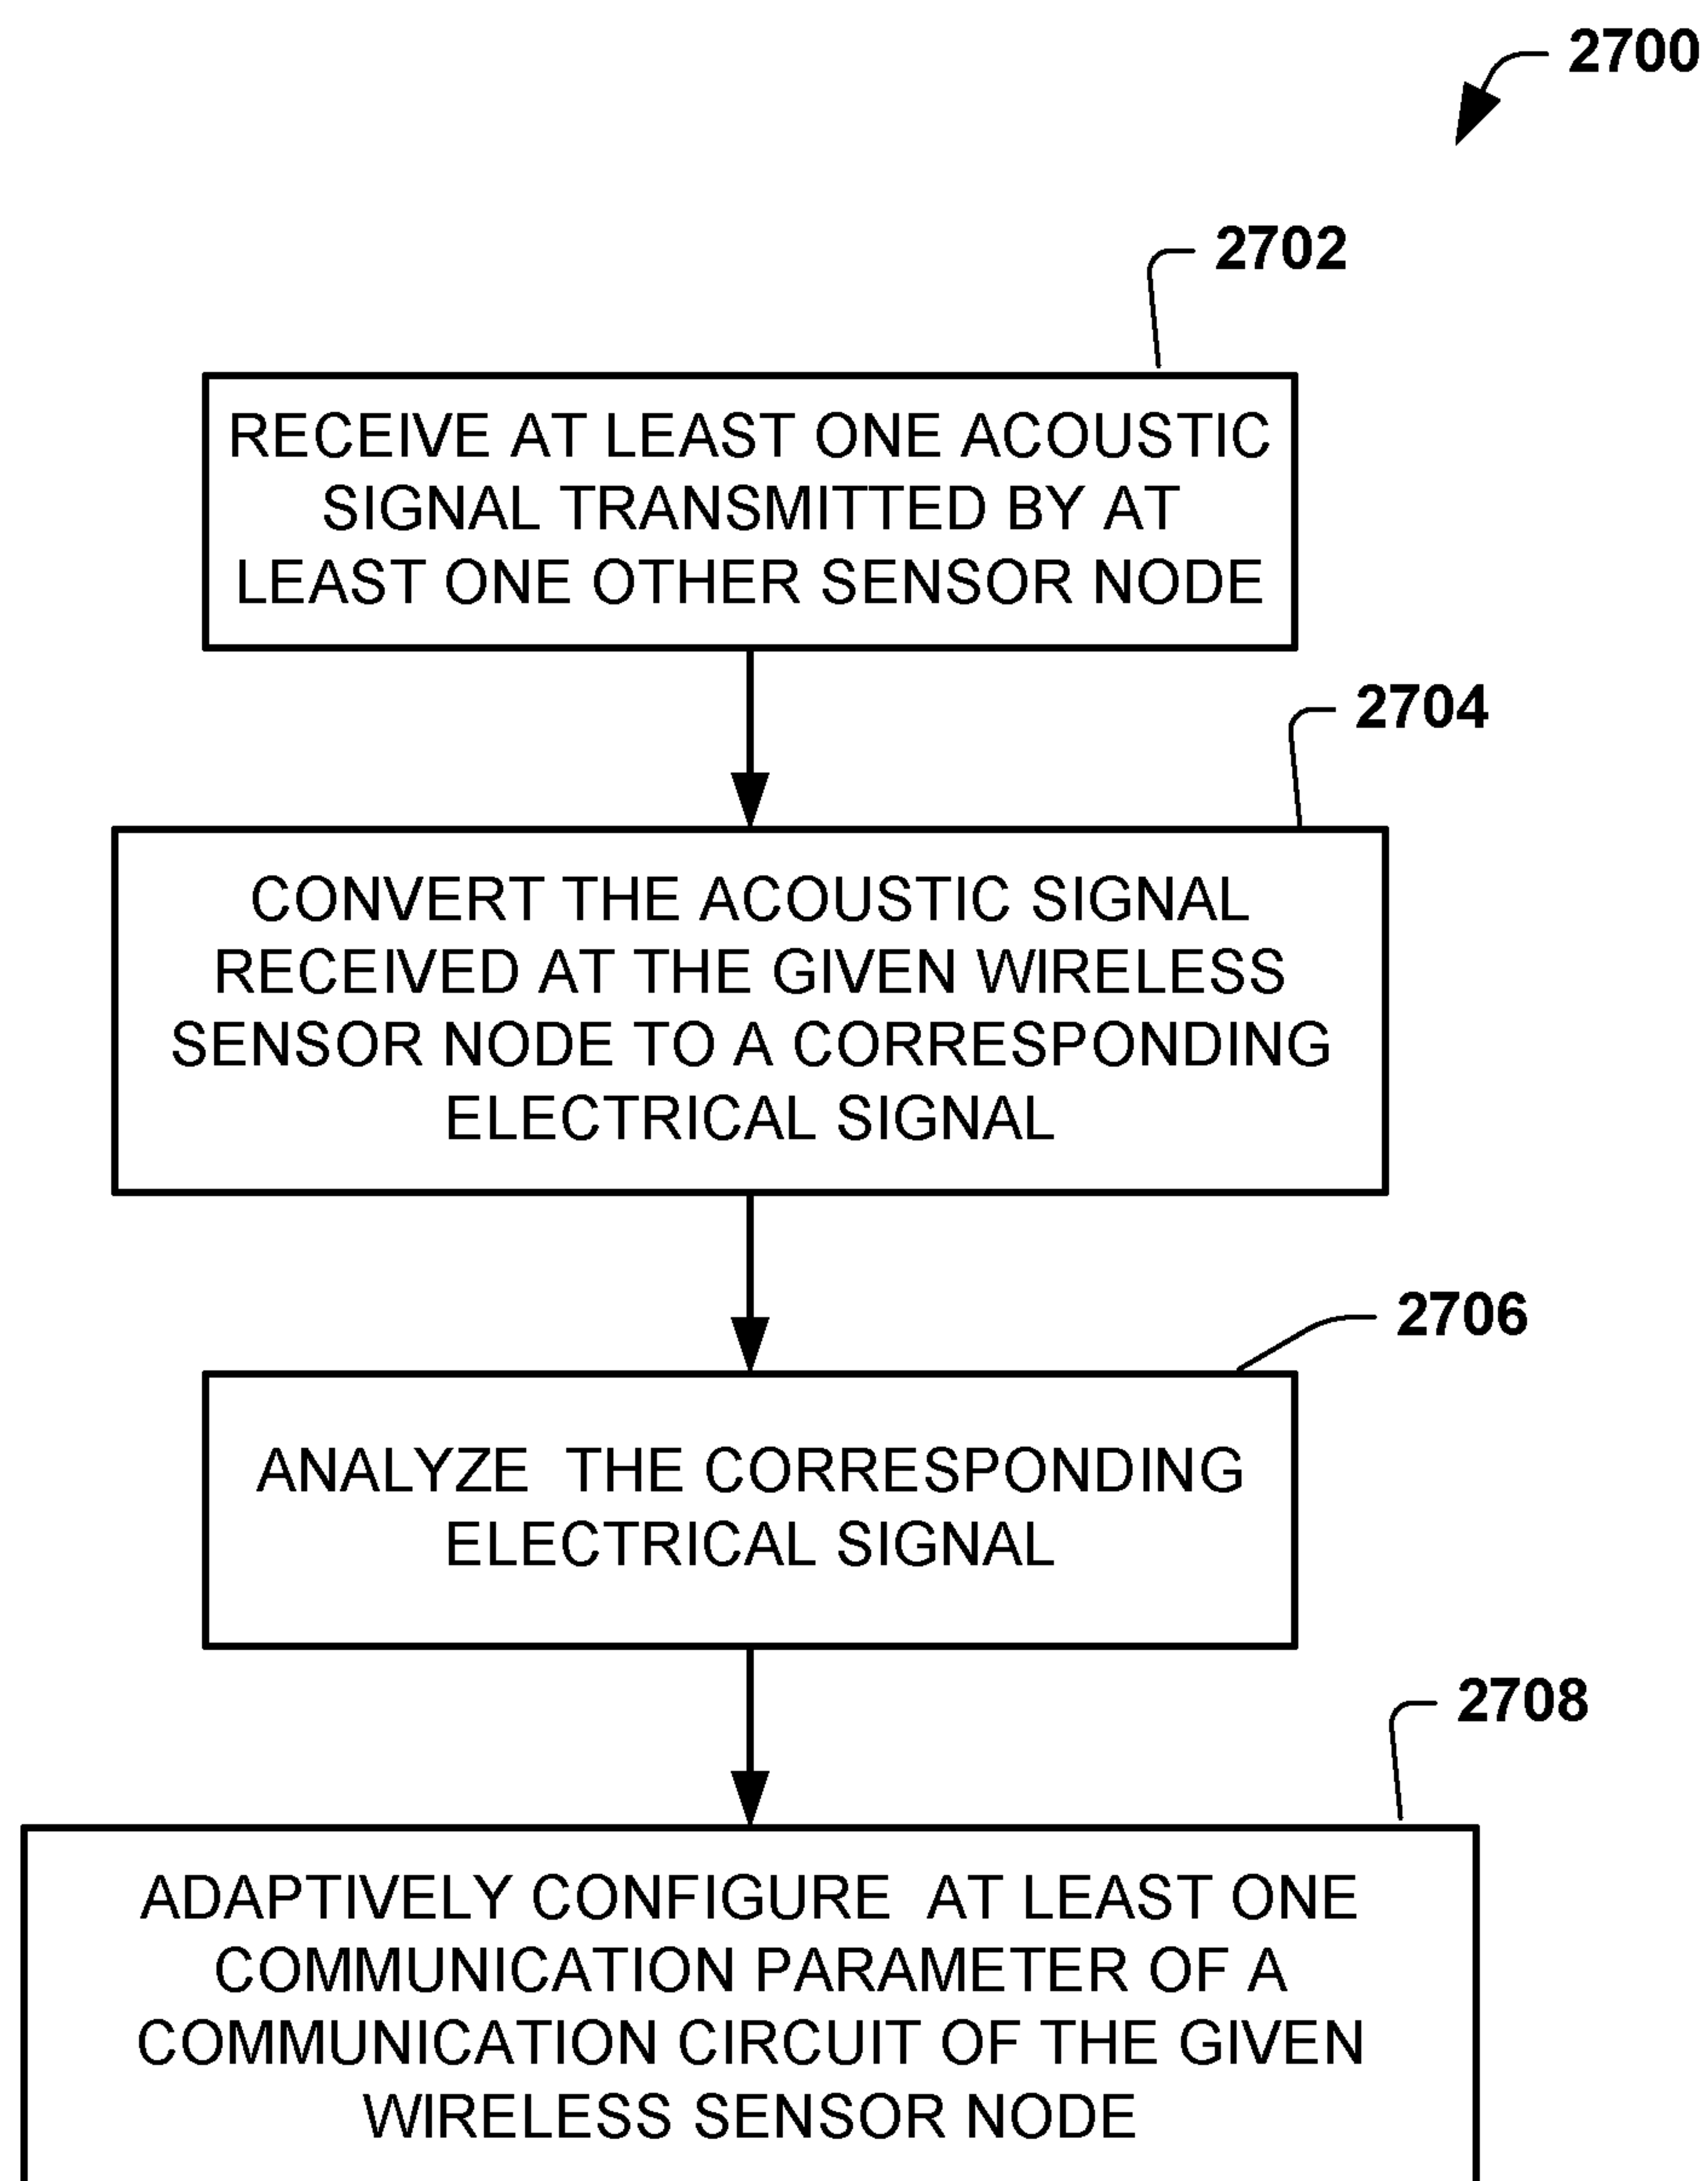 2700
2702
RECEIVE AT LEAST ONE ACOUSTIC
SIGNAL TRANSMITTED BY AT
LEAST ONE OTHER SENSOR NODE
2704
CONVERT THE ACOUSTIC SIGNAL
RECEIVED AT THE GIVEN WIRELESS
SENSOR NODE TO A CORRESPONDING
ELECTRICAL SIGNAL
2706
ANALYZE THE CORRESPONDING
ELECTRICAL SIGNAL
2708
ADAPTIVELY CONFIGURE AT LEAST ONE
COMMUNICATION PARAMETER OF A
COMMUNICATION CIRCUIT OF THE GIVEN
WIRELESS SENSOR NODE